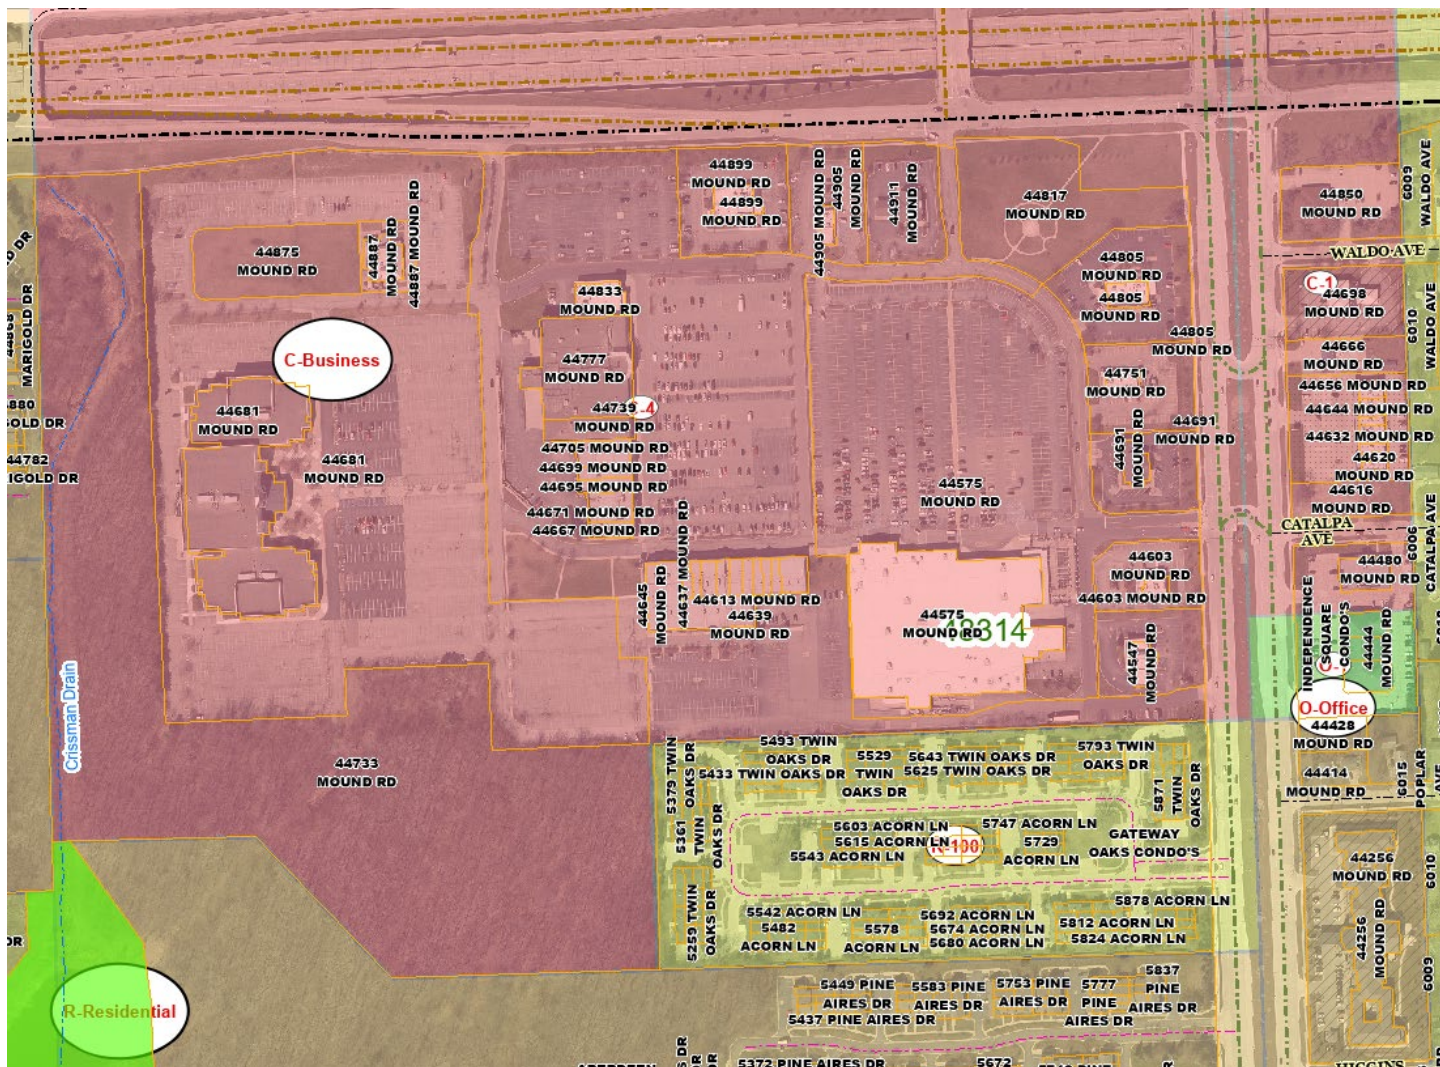 44899
MOUND RD
44899
MOUND RD
44905 MOUND RD
44905
MOUND RD
44911
MOUND RD
44817
MOUND RD
44850
MOUND RD
6009
WALDO AVE
WALDO AVE
44875
MOUND RD
44887
MOUND RD
44887 MOUND RD
44833
MOUND RD
44805
MOUND RD
44805
MOUND RD
44805
MOUND RD
C-1
44698
MOUND RD
6010
WALDO AVE
MARIGOLD DR
C-Business
44777
MOUND RD
44751
MOUND RD
44666
MOUND RD
44656 MOUND RD
44644 MOUND RD
44632 MOUND RD
44620
MOUND RD
44616
MOUND RD
44681
MOUND RD
44681
MOUND RD
44739
MOUND RD
44705 MOUND RD
44699 MOUND RD
44695 MOUND RD
44671 MOUND RD
44667 MOUND RD
44691
MOUND RD
44691
MOUND RD
44782
IGOLD DR
44575
MOUND RD
CATALPA
AVE
6006
CATALPA AVE
44645
MOUND RD
44637 MOUND RD
44613 MOUND RD
44639
MOUND RD
44575
MOUND RD
48314
44603
MOUND RD
44603 MOUND RD
44480
MOUND RD
INDEPENDENCE
SQUARE
CONDO'S
44444
MOUND RD
44547
MOUND RD
O-Office
44428
MOUND RD
44414
MOUND RD
6015
POPLAR
AVE
Crissman Drain
44733
MOUND RD
5379 TWIN
OAKS DR
5361
TWIN
OAKS DR
5259 TWIN
OAKS DR
5493 TWIN
OAKS DR
5433 TWIN OAKS DR
5529
TWIN
OAKS DR
5643 TWIN OAKS DR
5625 TWIN OAKS DR
5793 TWIN
OAKS DR
5871
TWIN
OAKS DR
5603 ACORN LN
5615 ACORN LN
5543 ACORN LN
R-100
5747 ACORN LN
5729
ACORN LN
GATEWAY
OAKS CONDO'S
5542 ACORN LN
5482
ACORN LN
5578
ACORN LN
5692 ACORN LN
5674 ACORN LN
5680 ACORN LN
5878 ACORN LN
5812 ACORN LN
5824 ACORN LN
44256
MOUND RD
44256
MOUND RD
6010
6009
R-Residential
5449 PINE
AIRES DR
5437 PINE AIRES DR
5583 PINE
AIRES DR
5753 PINE
AIRES DR
5777
PINE
AIRES DR
5837
PINE
AIRES DR
5372 PINE AIRES DR
5672
HIGGINS